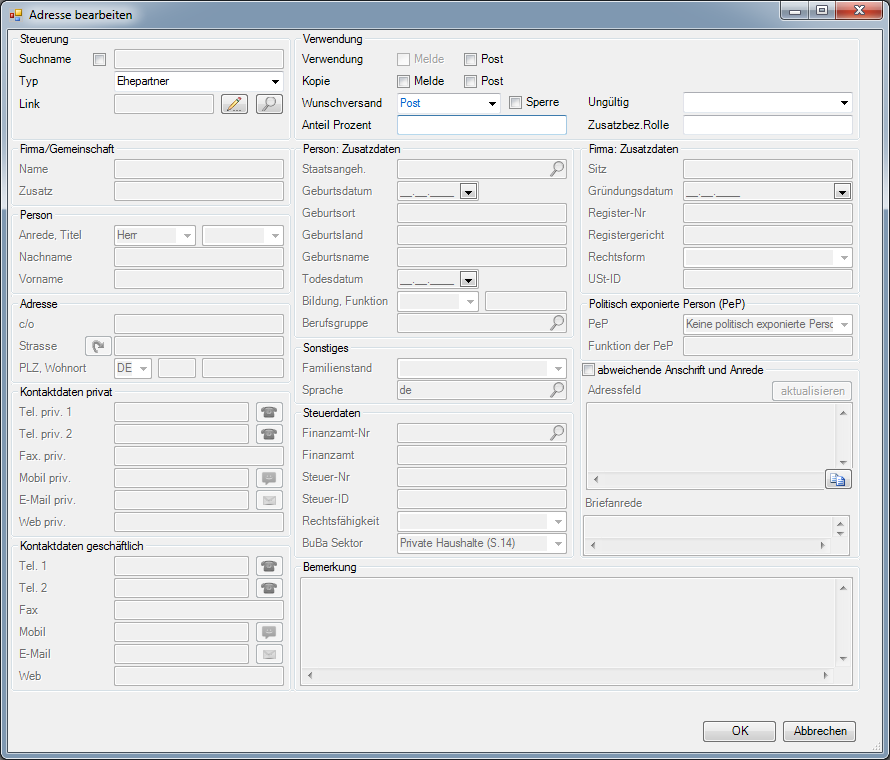 Adresse bearbeiten
Steuerung
Suchname
Typ Ehepartner
Link
Verwendung
Verwendung Melde Post
Kopie Melde Post
Wunschversand Post Sperre Ungültig
Anteil Prozent Zusatzbez.Rolle
Firma/Gemeinschaft
Name
Zusatz
Person
Anrede, Titel Herr
Nachname
Vorname
Adresse
c/o
Strasse
PLZ, Wohnort DE
Kontaktdaten privat
Tel. priv. 1
Tel. priv. 2
Fax. priv.
Mobil priv.
E-Mail priv.
Web priv.
Kontaktdaten geschäftlich
Tel. 1
Tel. 2
Fax
Mobil
E-Mail
Web
Person: Zusatzdaten
Staatsangeh.
Geburtsdatum __.__.____
Geburtsort
Geburtsland
Geburtsname
Todesdatum __.__.____
Bildung, Funktion
Berufsgruppe
Sonstiges
Familienstand
Sprache de
Steuerdaten
Finanzamt-Nr
Finanzamt
Steuer-Nr
Steuer-ID
Rechtsfähigkeit
BuBa Sektor Private Haushalte (S.14)
Firma: Zusatzdaten
Sitz
Gründungsdatum __.__.____
Register-Nr
Registergericht
Rechtsform
USt-ID
Politisch exponierte Person (PeP)
PeP Keine politisch exponierte Persc
Funktion der PeP
abweichende Anschrift und Anrede
Adressfeld aktualisieren
Briefanrede
Bemerkung
OK Abbrechen